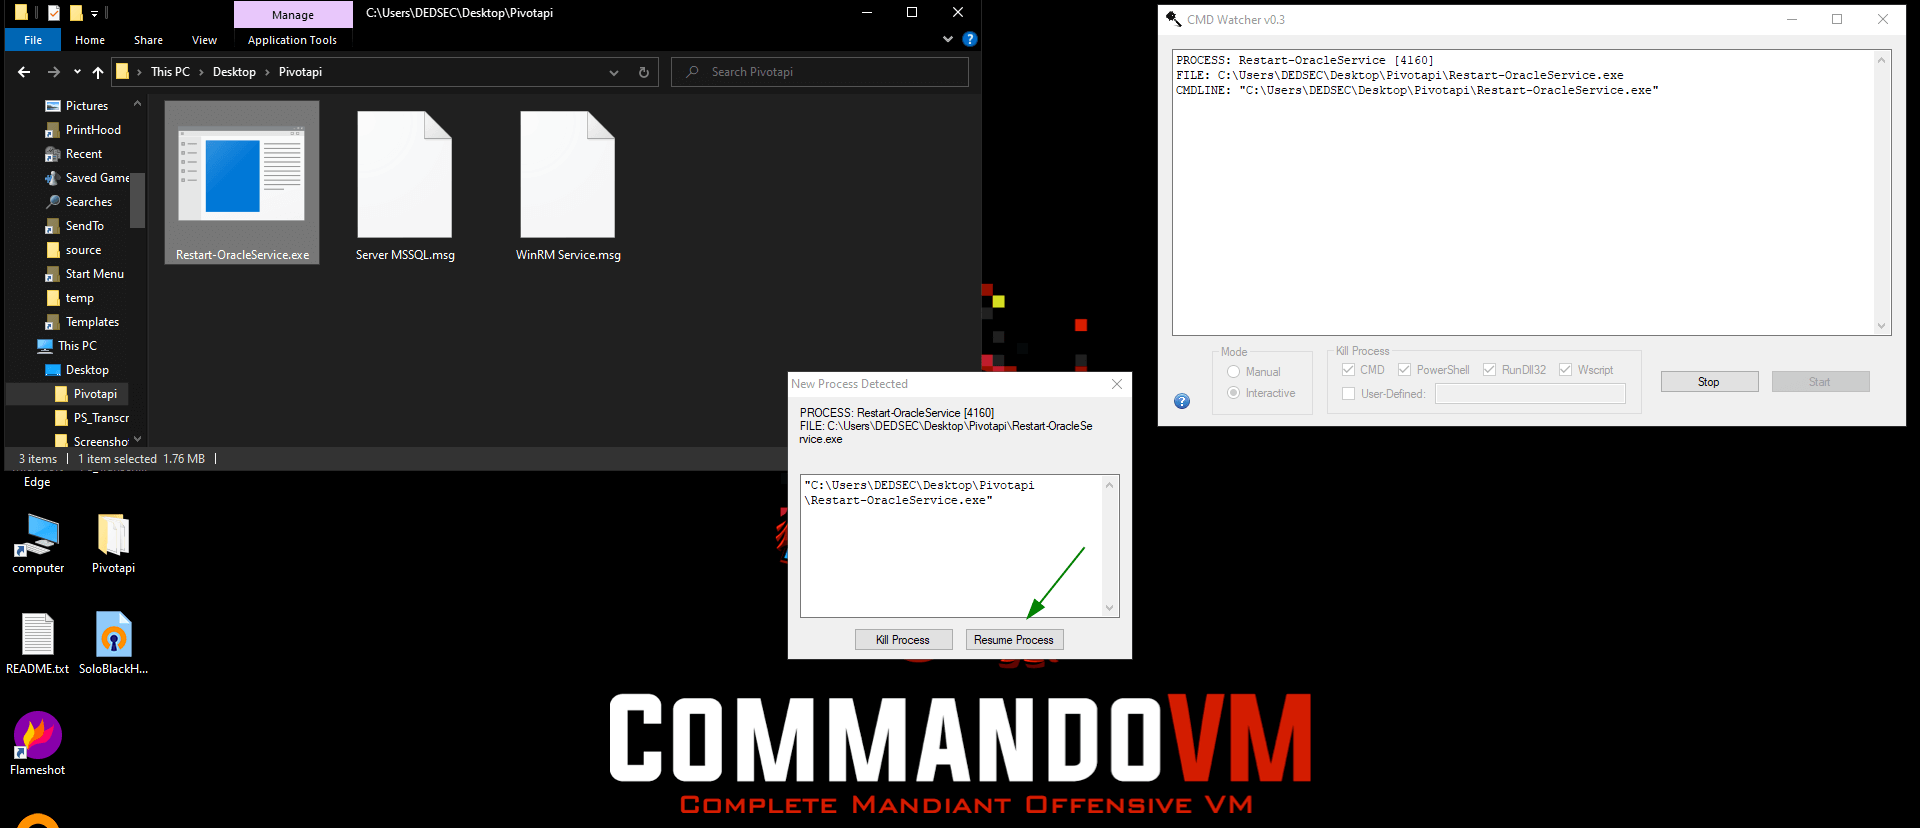 Manage
C:\Users\DEDSEC\Desktop\Pivotapi
File
Home
Share
View
Application Tools
This PC
Desktop
Pivotapi
Search Pivotapi
Pictures
PrintHood
Recent
Saved Game
Searches
SendTo
source
Start Menu
temp
Templates
This PC
Desktop
Pivotapi
PS_Transcr
Screensho
Restart-OracleService.exe
Server MSSQL.msg
WinRM Service.msg
3 items
1 item selected 1.76 MB
Edge
computer
Pivotapi
README.txt
SoloBlackH...
Flameshot
CMD Watcher v0.3
PROCESS: Restart-OracleService [4160]
FILE: C:\Users\DEDSEC\Desktop\Pivotapi\Restart-OracleService.exe
CMDLINE: "C:\Users\DEDSEC\Desktop\Pivotapi\Restart-OracleService.exe"
Mode
Manual
Interactive
Kill Process
CMD
PowerShell
RunDll32
Wscript
User-Defined:
Stop
Start
New Process Detected
PROCESS: Restart-OracleService [4160]
FILE: C:\Users\DEDSEC\Desktop\Pivotapi\Restart-OracleSe
rvice.exe
"C:\Users\DEDSEC\Desktop\Pivotapi
\Restart-OracleService.exe"
Kill Process
Resume Process
COMMANDOVM
COMPLETE MANDIANT OFFENSIVE VM